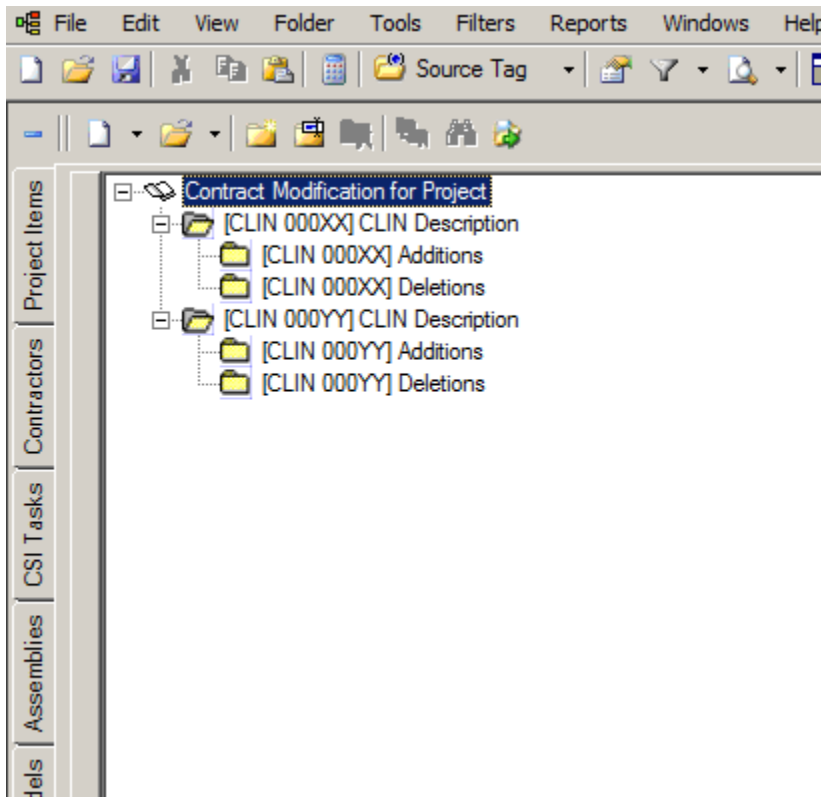 File Edit View Folder Tools Filters Reports Windows Help
Source Tag
Project Items
Contractors
CSI Tasks
Assemblies
Contract Modification for Project
[CLIN 000XX] CLIN Description
[CLIN 000XX] Additions
[CLIN 000XX] Deletions
[CLIN 000YY] CLIN Description
[CLIN 000YY] Additions
[CLIN 000YY] Deletions